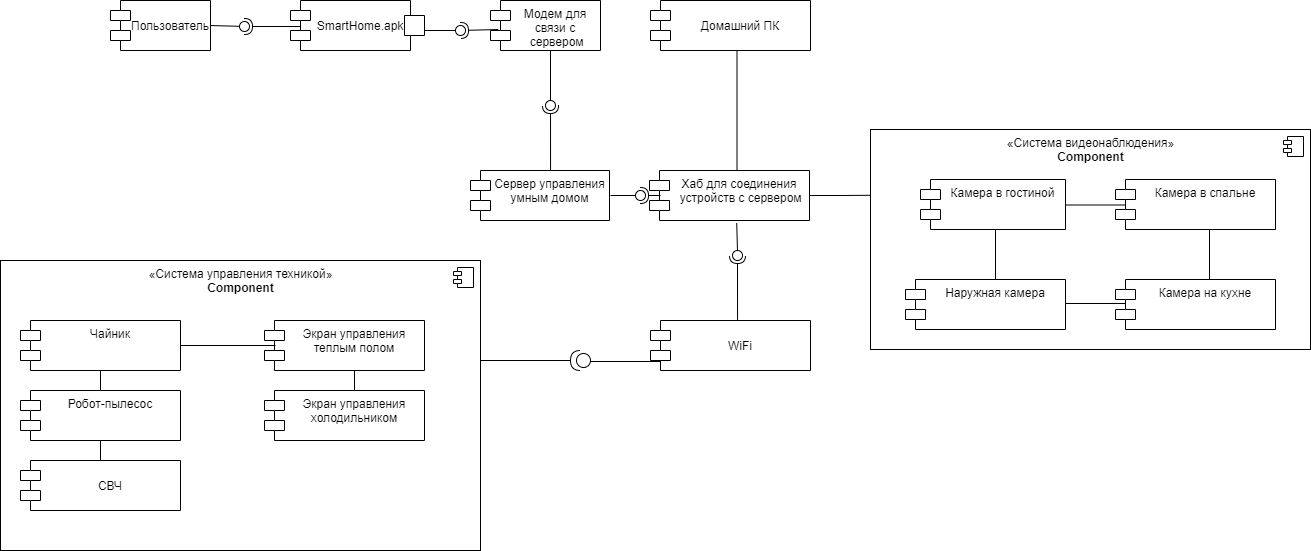 Пользователь
SmartHome.apk
Модем для
связи с
сервером
Домашний ПК
«Система видеонаблюдения»
Component
Сервер управления
умным домом
Хаб для соединения
устройств с сервером
Камера в гостиной
Камера в спальне
«Система управления техникой»
Component
Наружная камера
Камера на кухне
Чайник
Экран управления
теплым полом
WiFi
Робот-пылесос
Экран управления
холодильником
СВЧ